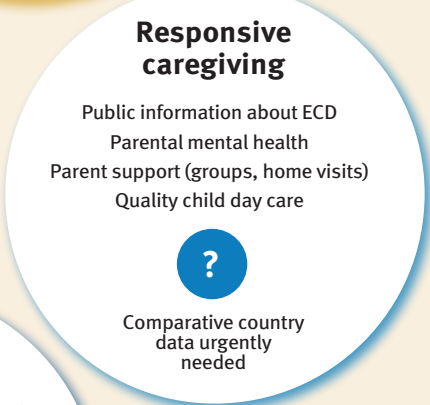 Responsive
caregiving
Public information about ECD
Parental mental health
Parent support (groups, home visits)
Quality child day care
?
Comparative country
data urgently
needed